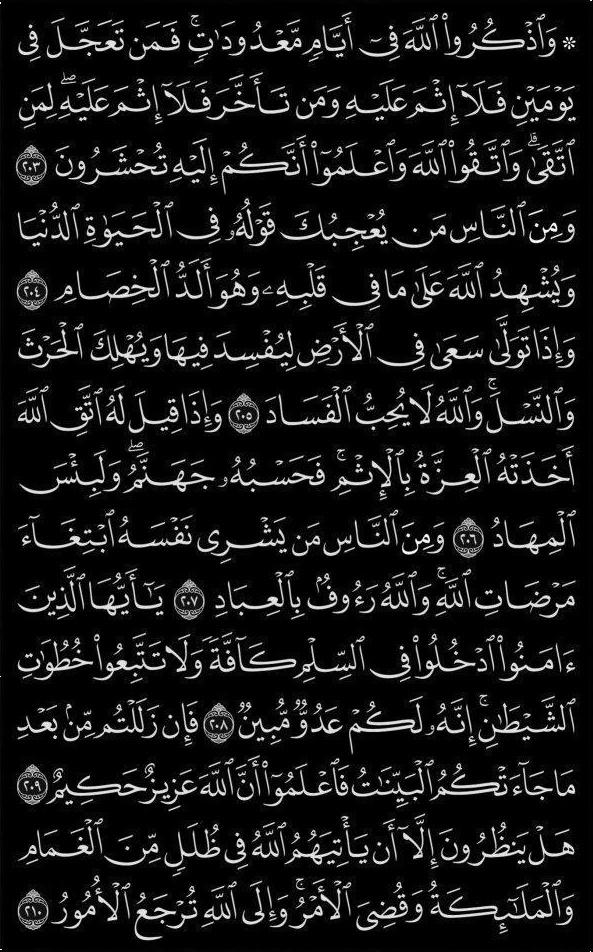 ۞ وَٱذۡكُرُواْ ٱللَّهَ فِيٓ أَيَّامٖ مَّعۡدُودَٰتٖۚ فَمَن تَعَجَّلَ فِي
يَوۡمَيۡنِ فَلَآ إِثۡمَ عَلَيۡهِ وَمَن تَأَخَّرَ فَلَآ إِثۡمَ عَلَيۡهِۖ لِمَنِ
ٱتَّقَىٰۗ وَٱتَّقُواْ ٱللَّهَ وَٱعۡلَمُوٓاْ أَنَّكُمۡ إِلَيۡهِ تُحۡشَرُونَ ٢٠٣
وَمِنَ ٱلنَّاسِ مَن يُعۡجِبُكَ قَوۡلُهُۥ فِي ٱلۡحَيَوٰةِ ٱلدُّنۡيَا
وَيُشۡهِدُ ٱللَّهَ عَلَىٰ مَا فِي قَلۡبِهِۦ وَهُوَ أَلَدُّ ٱلۡخِصَامِ ٢٠٤
وَإِذَا تَوَلَّىٰ سَعَىٰ فِي ٱلۡأَرۡضِ لِيُفۡسِدَ فِيهَا وَيُهۡلِكَ ٱلۡحَرۡثَ
وَٱلنَّسۡلَۚ وَٱللَّهُ لَا يُحِبُّ ٱلۡفَسَادَ ٢٠٥ وَإِذَا قِيلَ لَهُ ٱتَّقِ ٱللَّهَ
أَخَذَتۡهُ ٱلۡعِزَّةُ بِٱلۡإِثۡمِۚ فَحَسۡبُهُۥ جَهَنَّمُۖ وَلَبِئۡسَ
ٱلۡمِهَادُ ٢٠٦ وَمِنَ ٱلنَّاسِ مَن يَشۡرِي نَفۡسَهُ ٱبۡتِغَآءَ
مَرۡضَاتِ ٱللَّهِۚ وَٱللَّهُ رَءُوفُۢ بِٱلۡعِبَادِ ٢٠٧ يَٰٓأَيُّهَا ٱلَّذِينَ
ءَامَنُواْ ٱدۡخُلُواْ فِي ٱلسِّلۡمِ كَآفَّةٗ وَلَا تَتَّبِعُواْ خُطُوَٰتِ
ٱلشَّيۡطَٰنِۚ إِنَّهُۥ لَكُمۡ عَدُوّٞ مُّبِينٞ ٢٠٨ فَإِن زَلَلۡتُم مِّنۢ بَعۡدِ
مَا جَآءَتۡكُمُ ٱلۡبَيِّنَٰتُ فَٱعۡلَمُوٓاْ أَنَّ ٱللَّهَ عَزِيزٌ حَكِيمٌ ٢٠٩
هَلۡ يَنظُرُونَ إِلَّآ أَن يَأۡتِيَهُمُ ٱللَّهُ فِي ظُلَلٖ مِّنَ ٱلۡغَمَامِ
وَٱلۡمَلَٰٓئِكَةُ وَقُضِيَ ٱلۡأَمۡرُۚ وَإِلَى ٱللَّهِ تُرۡجَعُ ٱلۡأُمُورُ ٢١٠